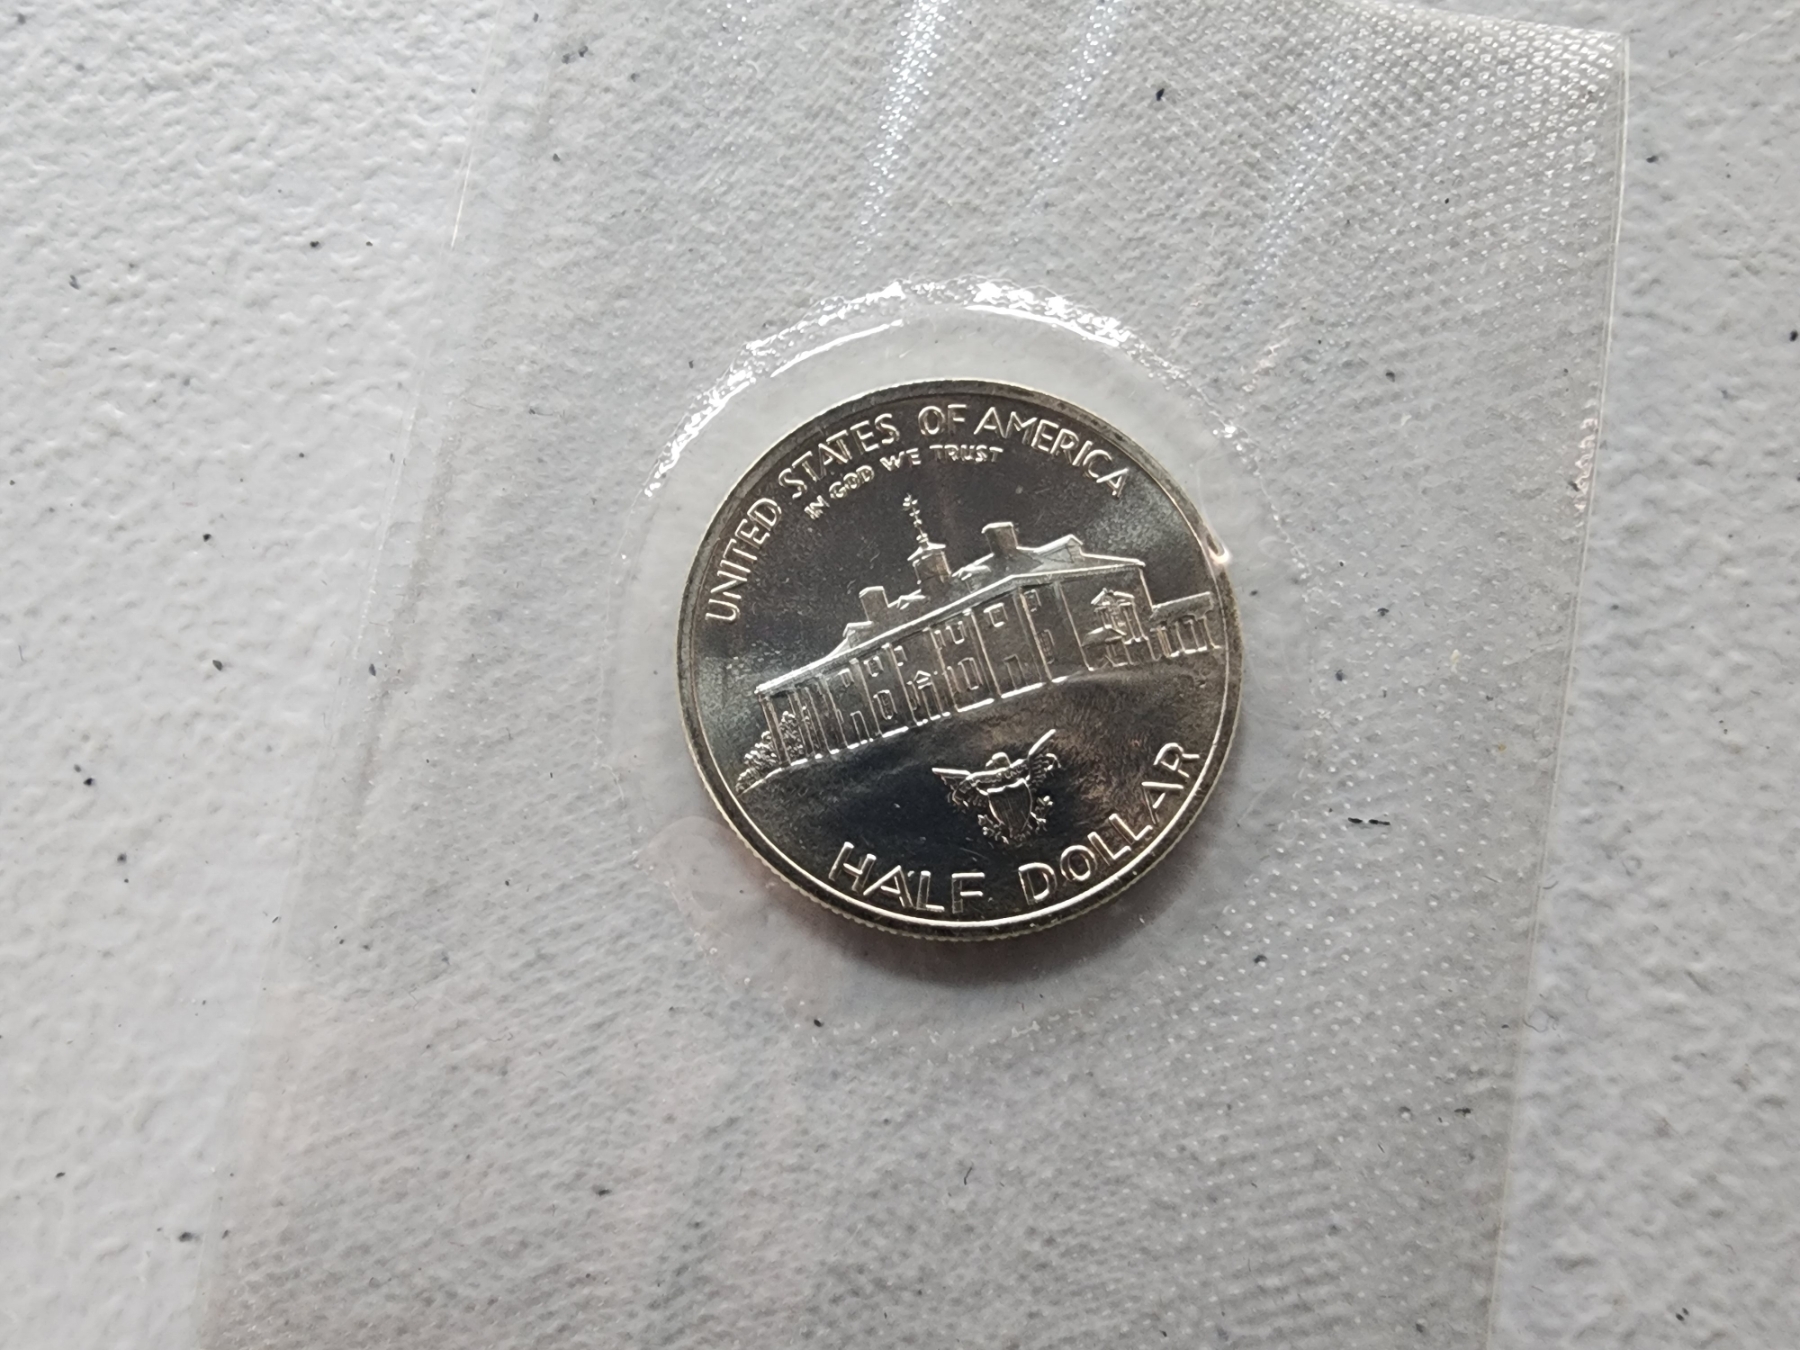 UNITED STATES OF AMERICA
IN GOD WE TRUST
HALF DOLLAR